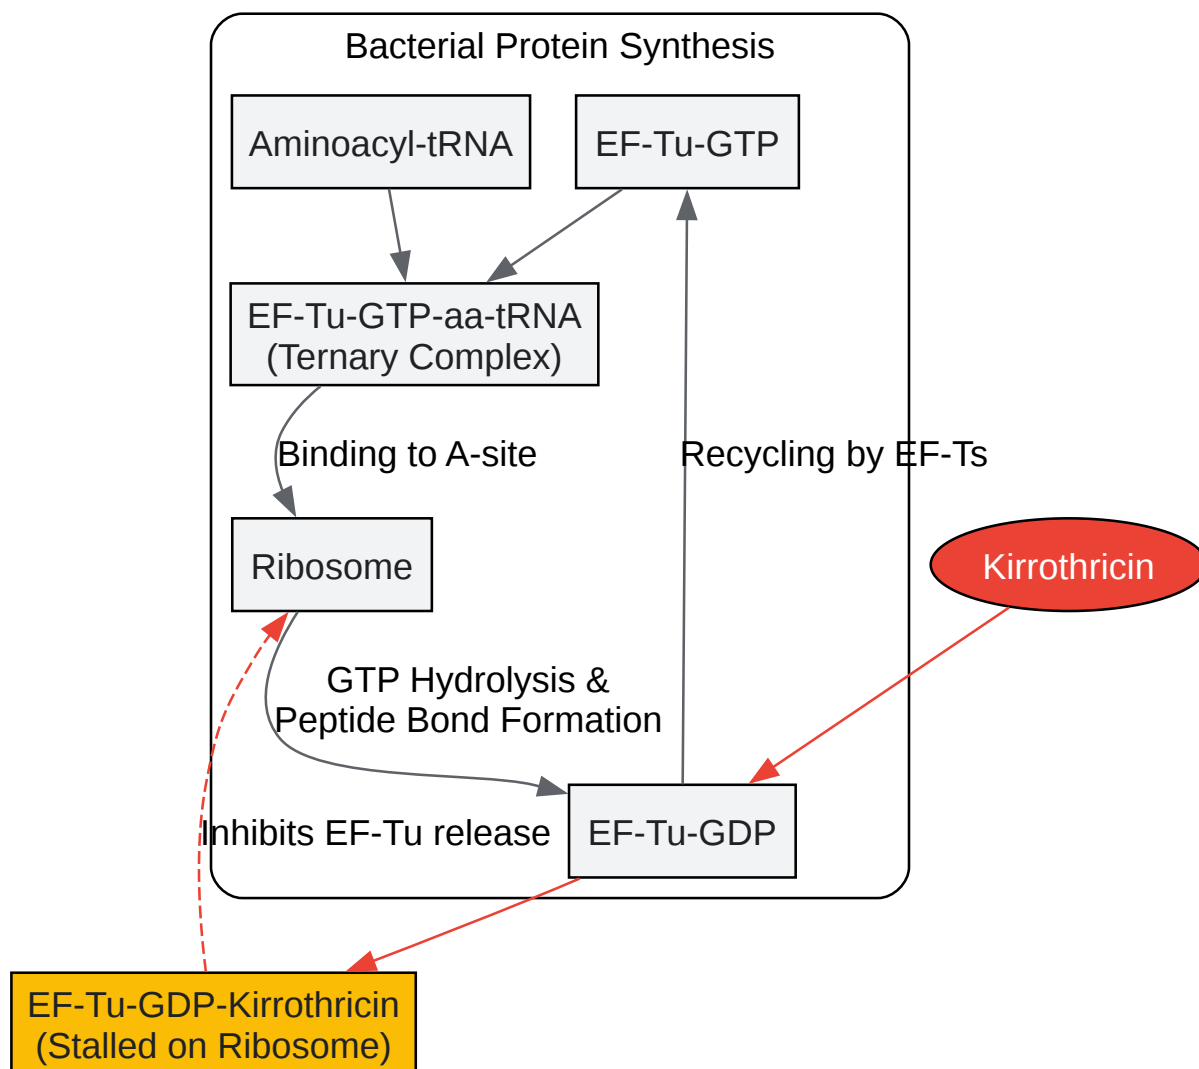 Bacterial Protein Synthesis
Aminoacyl-tRNA
EF-Tu-GTP
EF-Tu-GTP-aa-tRNA
(Ternary Complex)
Binding to A-site
Recycling by EF-Ts
Ribosome
Kirrothricin
GTP Hydrolysis &
Peptide Bond Formation
Inhibits EF-Tu release
EF-Tu-GDP
EF-Tu-GDP-Kirrothricin
(Stalled on Ribosome)